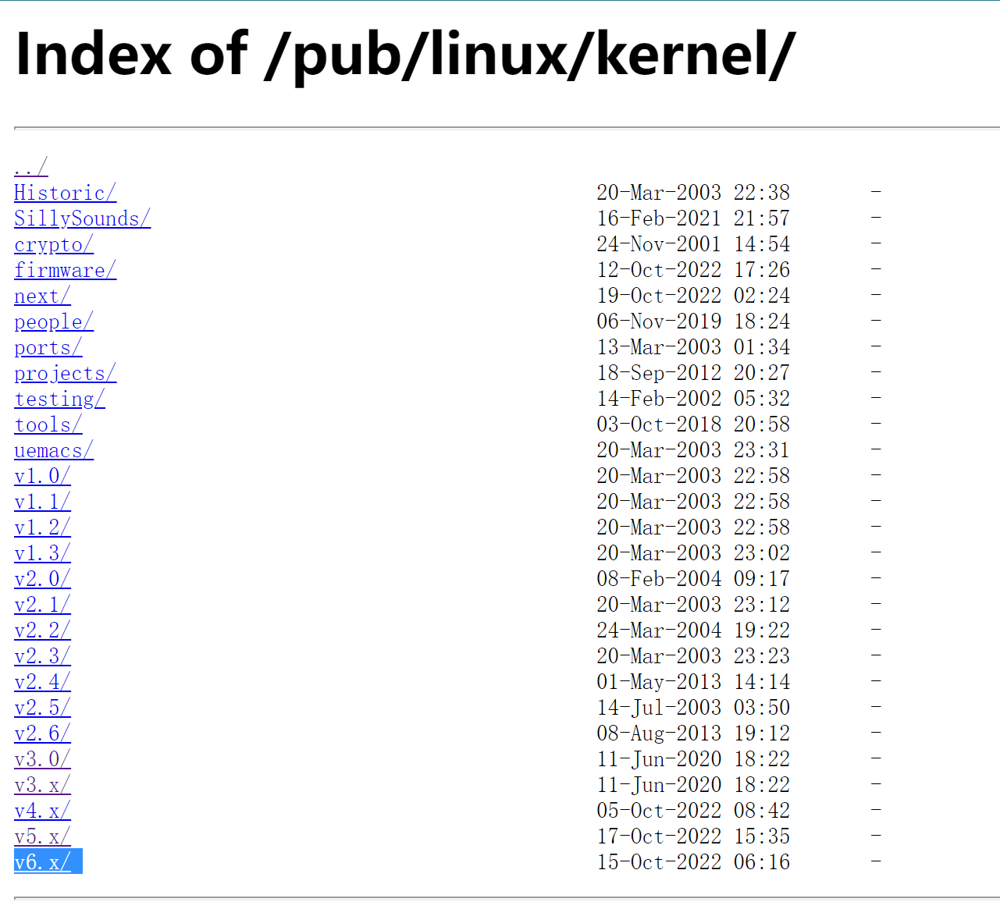 Index of /pub/linux/kernel/
../
Historic/ 20-Mar-2003 22:38 -
SillySounds/ 16-Feb-2021 21:57 -
crypto/ 24-Nov-2001 14:54 -
firmware/ 12-Oct-2022 17:26 -
next/ 19-Oct-2022 02:24 -
people/ 06-Nov-2019 18:24 -
ports/ 13-Mar-2003 01:34 -
projects/ 18-Sep-2012 20:27 -
testing/ 14-Feb-2002 05:32 -
tools/ 03-Oct-2018 20:58 -
uemacs/ 20-Mar-2003 23:31 -
v1.0/ 20-Mar-2003 22:58 -
v1.1/ 20-Mar-2003 22:58 -
v1.2/ 20-Mar-2003 22:58 -
v1.3/ 20-Mar-2003 23:02 -
v2.0/ 08-Feb-2004 09:17 -
v2.1/ 20-Mar-2003 23:12 -
v2.2/ 24-Mar-2004 19:22 -
v2.3/ 20-Mar-2003 23:23 -
v2.4/ 01-May-2013 14:14 -
v2.5/ 14-Jul-2003 03:50 -
v2.6/ 08-Aug-2013 19:12 -
v3.0/ 11-Jun-2020 18:22 -
v3.x/ 11-Jun-2020 18:22 -
v4.x/ 05-Oct-2022 08:42 -
v5.x/ 17-Oct-2022 15:35 -
v6.x/ 15-Oct-2022 06:16 -